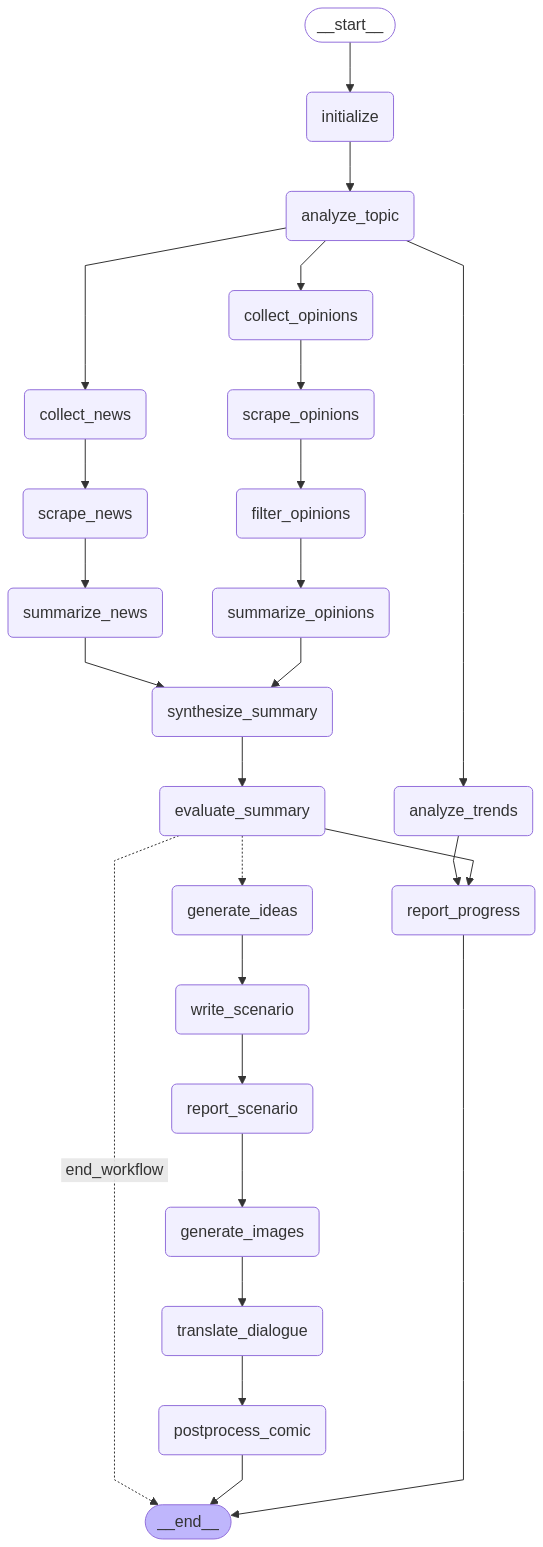 __start__
initialize
analyze_topic
collect_opinions
collect_news
scrape_opinions
scrape_news
filter_opinions
summarize_news
summarize_opinions
synthesize_summary
evaluate_summary
analyze_trends
generate_ideas
report_progress
write_scenario
report_scenario
end_workflow
generate_images
translate_dialogue
postprocess_comic
__end__